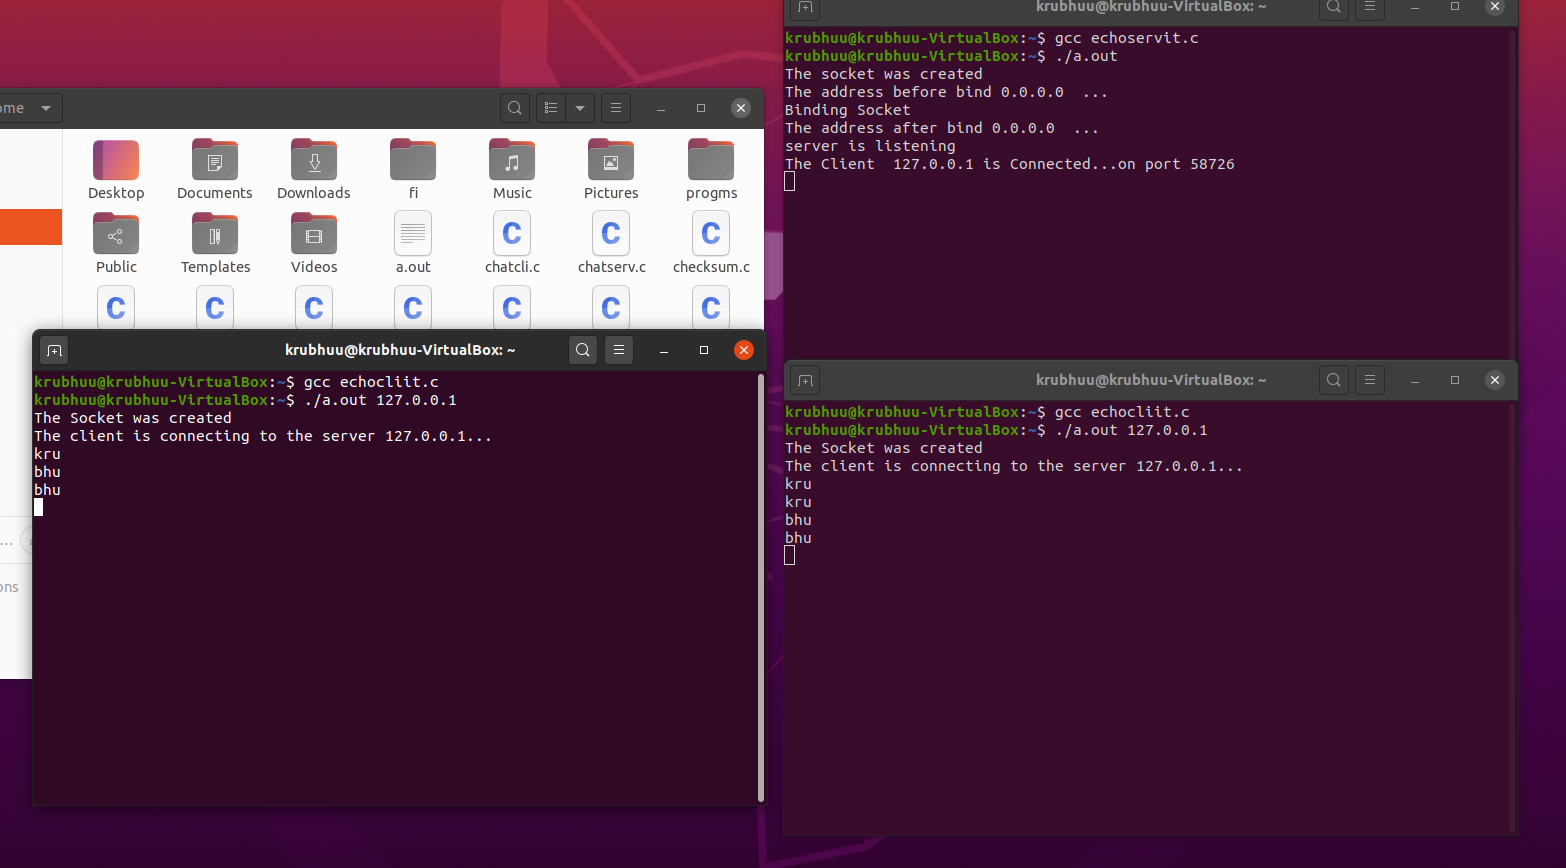 ome
Desktop
Documents
Downloads
fi
Music
Pictures
progms
Public
Templates
Videos
a.out
chatcli.c
chatserv.c
checksum.c
C C C
C C C C C C C
...
ons
krubhuu@krubhuu-VirtualBox: ~
krubhuu@krubhuu-VirtualBox:~$ gcc echocliit.c
krubhuu@krubhuu-VirtualBox:~$ ./a.out 127.0.0.1
The Socket was created
The client is connecting to the server 127.0.0.1...
kru
bhu
bhu
krubhuu@krubhuu-VirtualBox: ~
krubhuu@krubhuu-VirtualBox:~$ gcc echoservit.c
krubhuu@krubhuu-VirtualBox:~$ ./a.out
The socket was created
The address before bind 0.0.0.0  ...
Binding Socket
The address after bind 0.0.0.0  ...
server is listening
The Client  127.0.0.1 is Connected...on port 58726
krubhuu@krubhuu-VirtualBox: ~
krubhuu@krubhuu-VirtualBox:~$ gcc echocliit.c
krubhuu@krubhuu-VirtualBox:~$ ./a.out 127.0.0.1
The Socket was created
The client is connecting to the server 127.0.0.1...
kru
kru
bhu
bhu